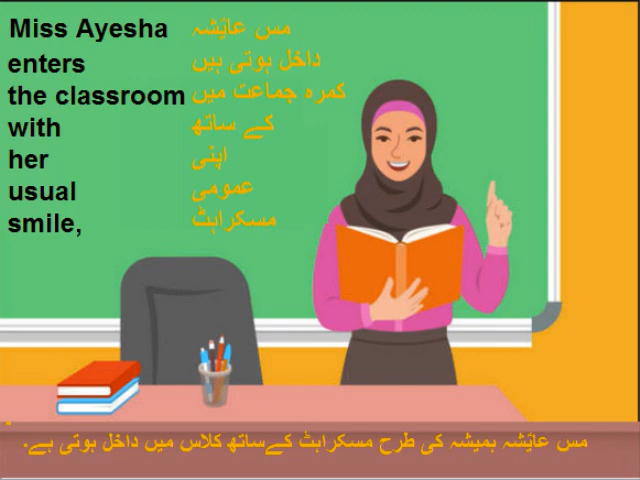 Miss Ayesha مس عائشہ
enters داخل ہوتی ہیں
the classroom کمرہ جماعت میں
with کے ساتھ
her اپنی
usual عمومی
smile, مسکراہٹ
مس عائشہ ہمیشہ کی طرح مسکراہٹ کےساتھ کلاس میں داخل ہوتی ہے۔